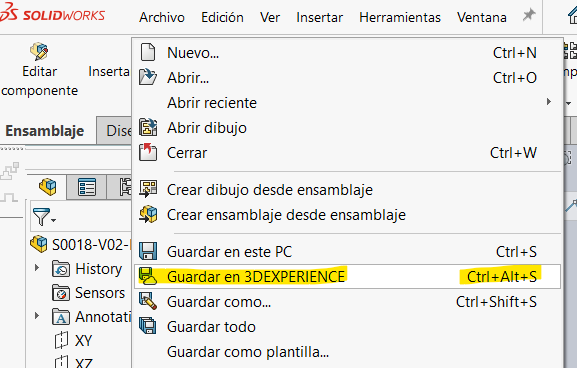 SOLIDWORKS
Archivo Edición Ver Insertar Herramientas Ventana
Editar
componente
Inserta
Ensamblaje
S0018-V02-
History
Sensors
Annotati
XY
XZ
Nuevo... Ctrl+N
Abrir... Ctrl+O
Abrir reciente
Abrir dibujo
Cerrar Ctrl+W
Crear dibujo desde ensamblaje
Crear ensamblaje desde ensamblaje
Guardar en este PC Ctrl+S
Guardar en 3DEXPERIENCE Ctrl+Alt+S
Guardar como... Ctrl+Shift+S
Guardar todo
Guardar como plantilla...